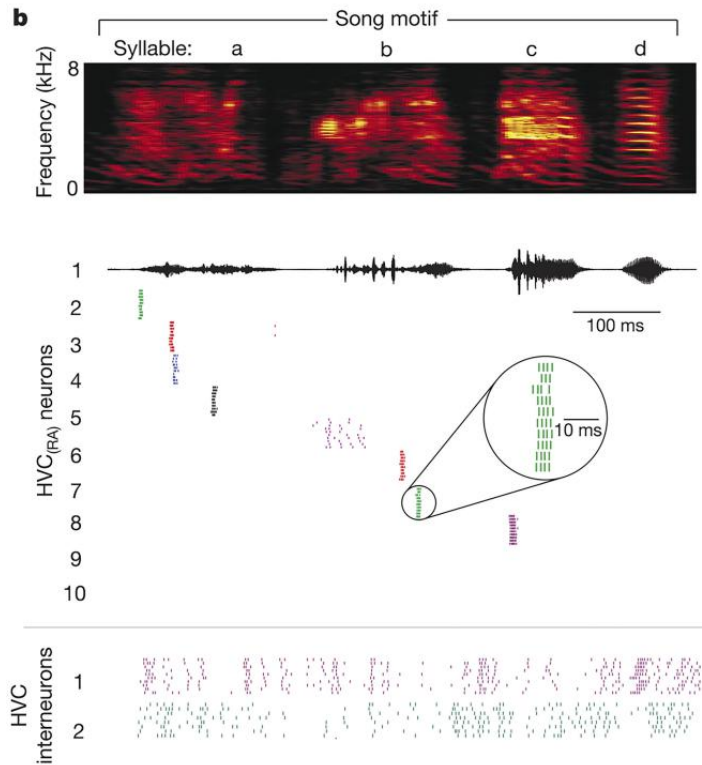 b
Song motif
Syllable: a b c d
8
Frequency (kHz)
0
1
2
100 ms
3
4
HVC(RA) neurons
5
10 ms
6
7
8
9
10
HVC
interneurons
1
2